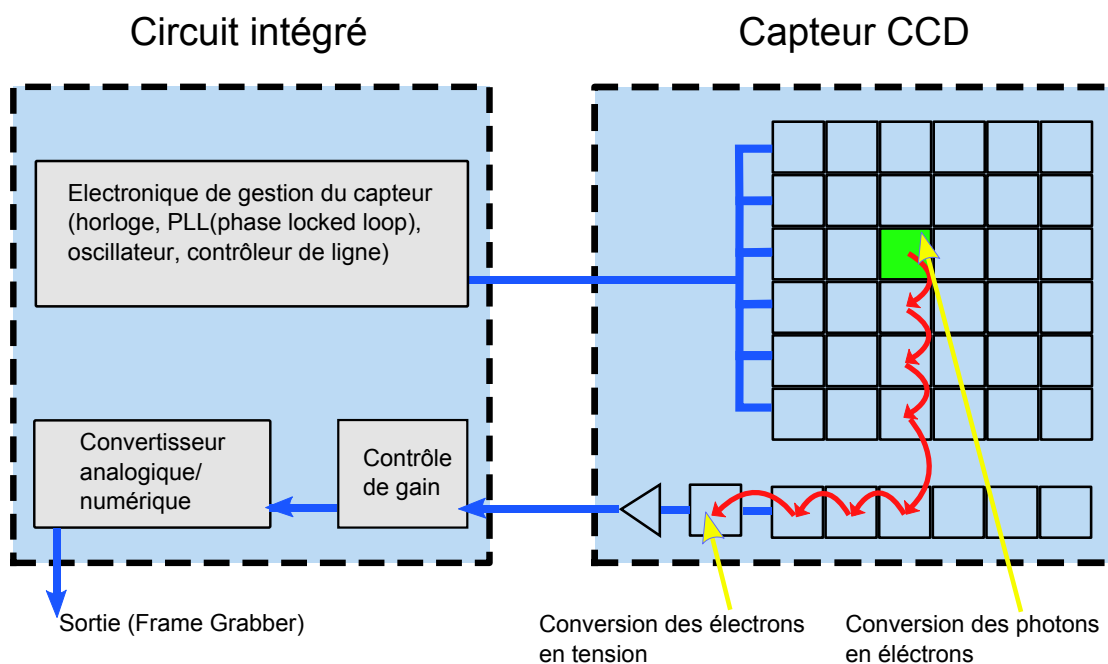 Circuit intégré
Capteur CCD
Electronique de gestion du capteur
(horloge, PLL(phase locked loop),
oscillateur, contrôleur de ligne)
Convertisseur
analogique/
numérique
Contrôle
de gain
Sortie (Frame Grabber)
Conversion des électrons
en tension
Conversion des photons
en éléctrons